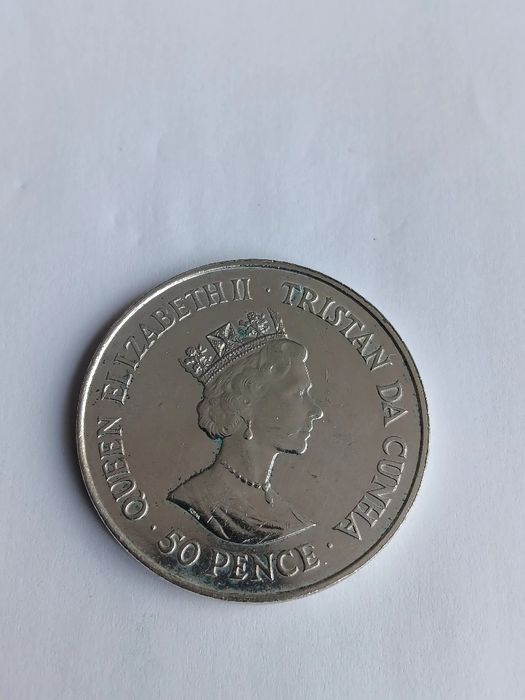 QUEEN ELIZABETH II · TRISTAN DA CUNHA
· 50 PENCE ·